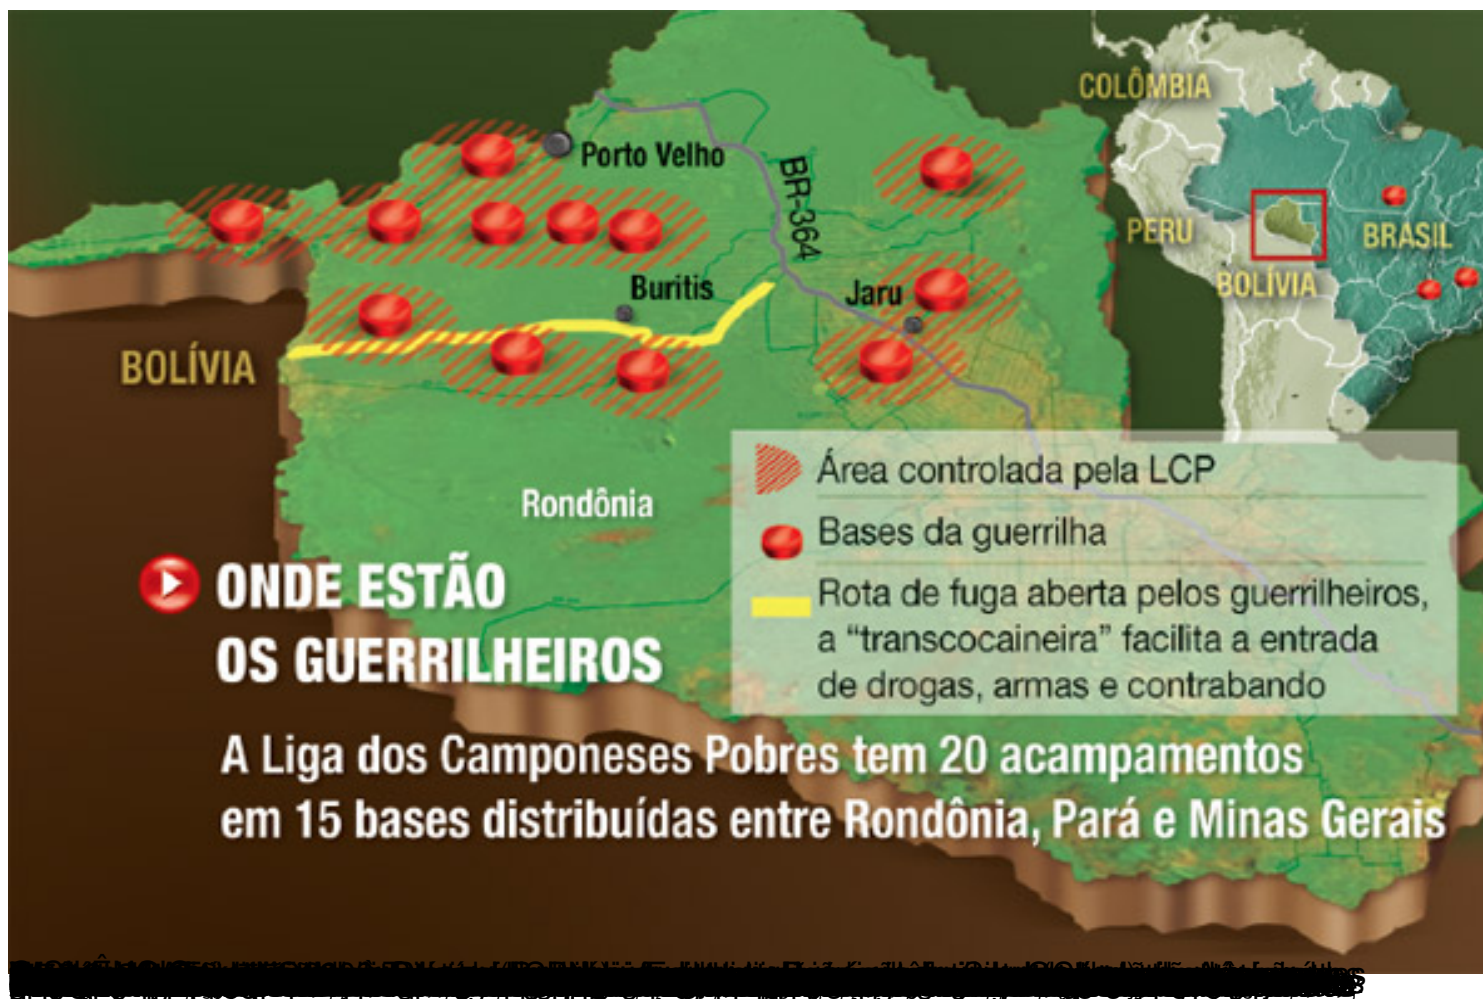 COLÔMBIA
Porto Velho
BR-364
PERU
BRASIL
BOLÍVIA
Buritis
Jaru
BOLÍVIA
Área controlada pela LCP
Rondônia
Bases da guerrilha
ONDE ESTÃO
OS GUERRILHEIROS
Rota de fuga aberta pelos guerrilheiros,
a “transcocaineira” facilita a entrada
de drogas, armas e contrabando
A Liga dos Camponeses Pobres tem 20 acampamentos
em 15 bases distribuídas entre Rondônia, Pará e Minas Gerais